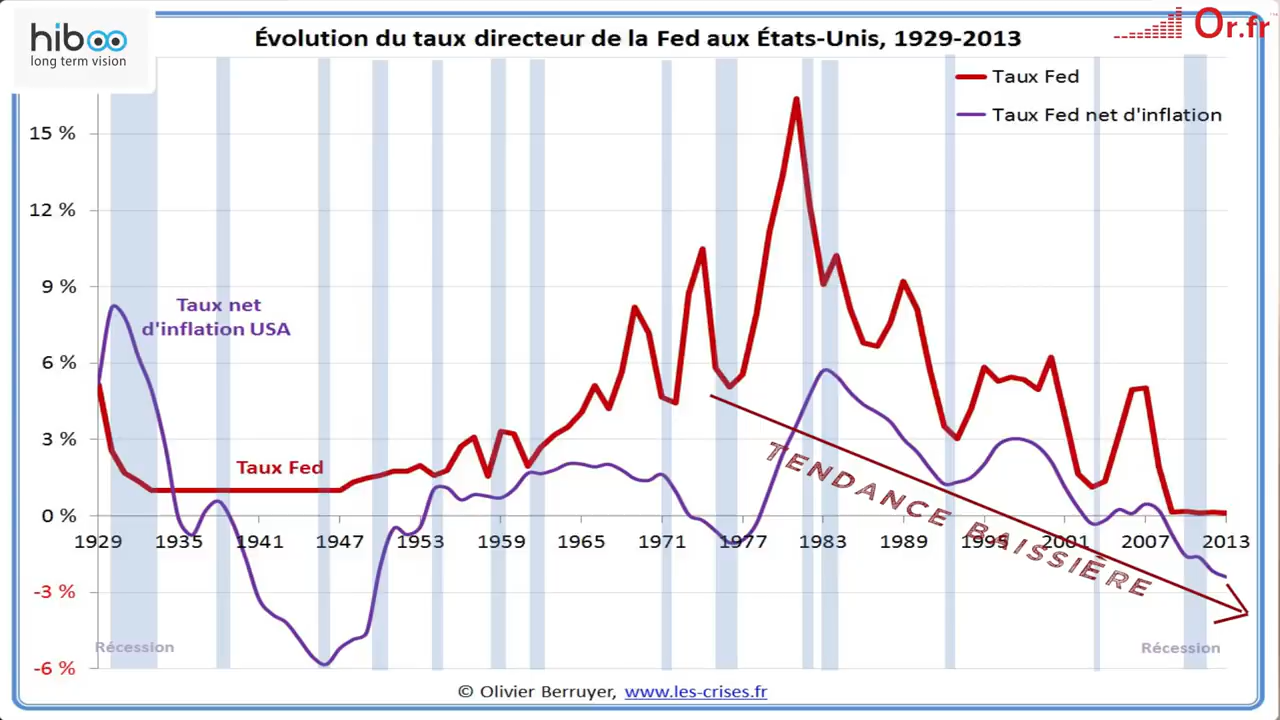 hiboo
long term vision
Évolution du taux directeur de la Fed aux États-Unis, 1929-2013
Or.fr
Taux Fed
Taux Fed net d'inflation
15 %
12 %
9 %
6 %
3 %
0 %
-3 %
-6 %
Taux net
d'inflation USA
Taux Fed
TENDANCE BAISSIÈRE
1929 1935 1941 1947 1953 1959 1965 1971 1977 1983 1989 1995 2001 2007 2013
Récession
Récession
© Olivier Berruyer, www.les-crises.fr